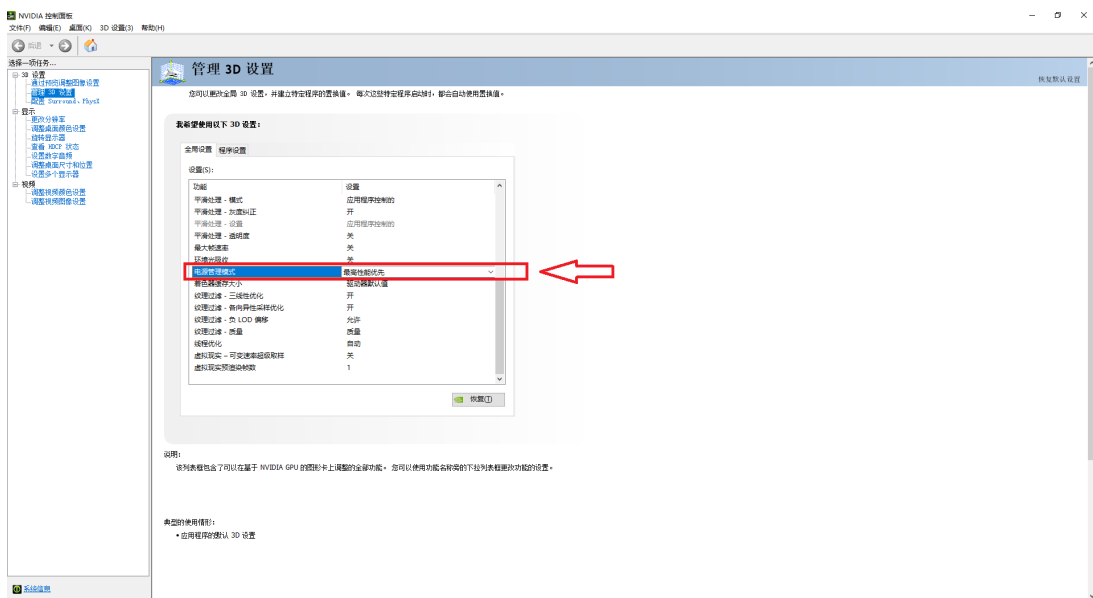 NVIDIA 控制面板
文件(F) 编辑(E) 桌面(K) 3D 设置(3) 帮助(H)
后退
选择一项任务...
3D 设置
通过预览调整图像设置
管理 3D 设置
配置 Surround、PhysX
显示
更改分辨率
调整桌面颜色设置
旋转显示器
查看 HDCP 状态
设置数字音频
调整桌面尺寸和位置
设置多个显示器
视频
调整视频颜色设置
调整视频图像设置
系统信息
管理 3D 设置
恢复默认设置
您可以更改全局 3D 设置，并建立特定程序的置换值。 每次这些特定程序启动时，都会自动使用置换值。
我希望使用以下 3D 设置：
全局设置 程序设置
设置(S)：
功能 设置
平滑处理 - 模式 应用程序控制的
平滑处理 - 灰度纠正 开
平滑处理 - 设置 应用程序控制的
平滑处理 - 透明度 关
最大帧速率 关
环境光吸收 关
电源管理模式 最高性能优先
着色器缓存大小 驱动器默认值
纹理过滤 - 三线性优化 开
纹理过滤 - 各向异性采样优化 开
纹理过滤 - 负 LOD 偏移 允许
纹理过滤 - 质量 质量
线程优化 自动
虚拟现实 – 可变速率超级取样 关
虚拟现实预渲染帧数 1
恢复(T)
说明：
该列表框包含了可以在基于 NVIDIA GPU 的图形卡上调整的全部功能。 您可以使用功能名称旁的下拉列表框更改功能的设置。
典型的使用情形：
• 应用程序的默认 3D 设置